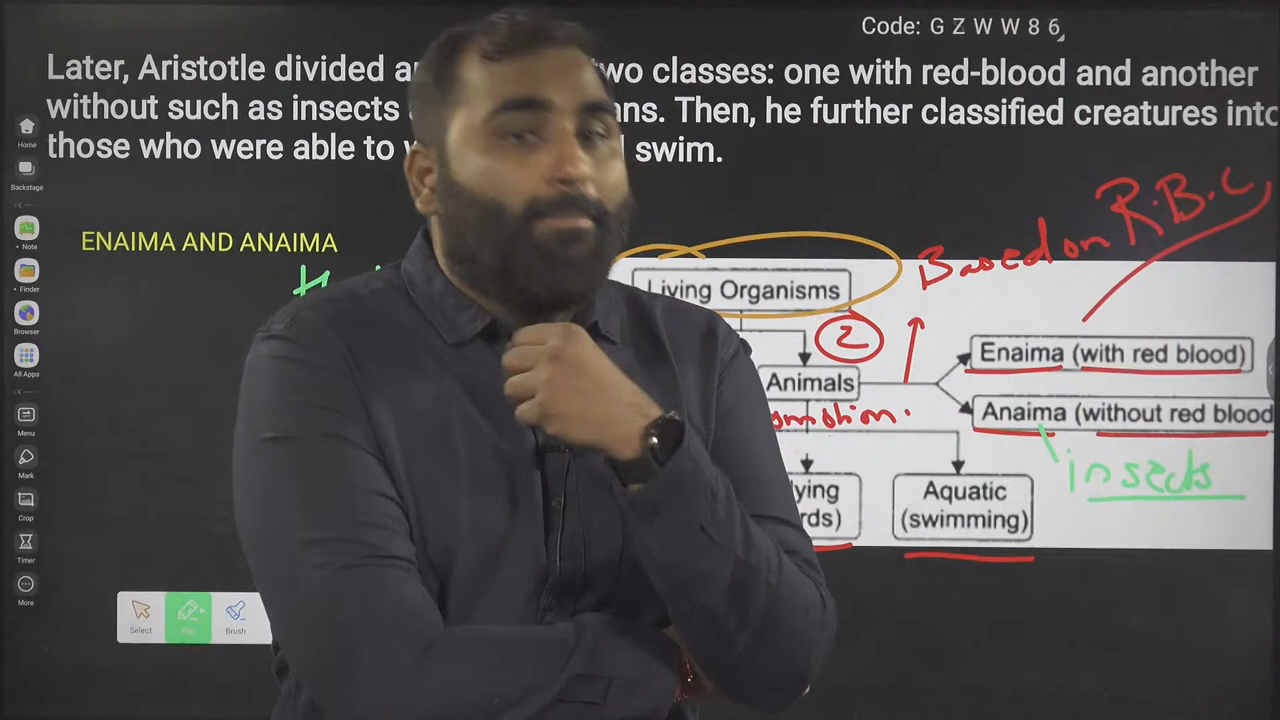 Code: G Z W W 8 6
Later, Aristotle divided two classes: one with red-blood and another
without such as insects Then, he further classified creatures into
those who were able to swim.
Home
Backstage
Note
Finder
Browser
All Apps
Menu
Mark
Crop
Timer
More
ENAIMA AND ANAIMA
Based on R.B.C
Living Organisms
2
Enaima (with red blood)
Animals
Anaima (without red blood
insects
Aquatic
(swimming)
Select
Pen
Brush